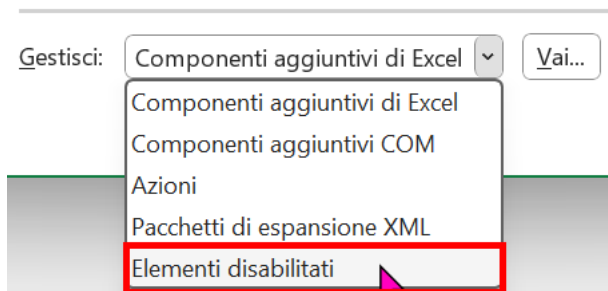 Gestisci: Componenti aggiuntivi di Excel Vai...
Componenti aggiuntivi di Excel
Componenti aggiuntivi COM
Azioni
Pacchetti di espansione XML
Elementi disabilitati